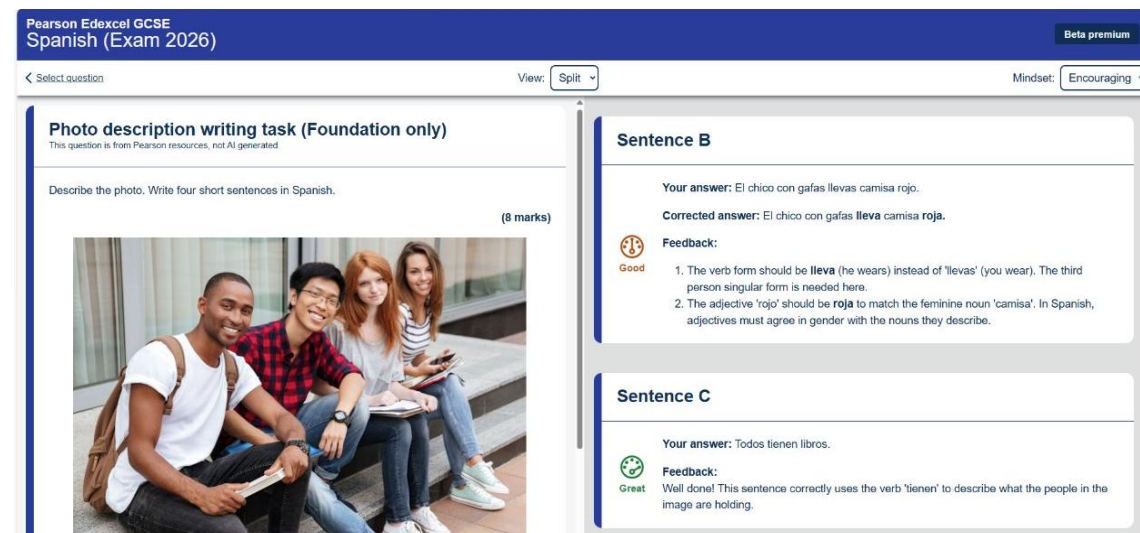 Pearson Edexcel GCSE
Spanish (Exam 2026)
Beta premium
Select question
View: Split
Mindset: Encouraging
Photo description writing task (Foundation only)
This question is from Pearson resources, not AI generated.
Describe the photo. Write four short sentences in Spanish.
(8 marks)
Sentence B
Your answer: El chico con gafas llevas camisa rojo.
Corrected answer: El chico con gafas lleva camisa roja.
Good
Feedback:
1. The verb form should be lleva (he wears) instead of 'llevas' (you wear). The third
person singular form is needed here.
2. The adjective 'rojo' should be roja to match the feminine noun 'camisa'. In Spanish,
adjectives must agree in gender with the nouns they describe.
Sentence C
Your answer: Todos tienen libros.
Great
Feedback:
Well done! This sentence correctly uses the verb 'tienen' to describe what the people in the
image are holding.